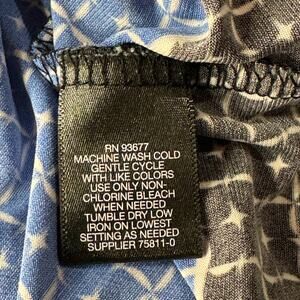 RN 93677
MACHINE WASH COLD
GENTLE CYCLE
WITH LIKE COLORS
USE ONLY NON-
CHLORINE BLEACH
WHEN NEEDED
TUMBLE DRY LOW
IRON ON LOWEST
SETTING AS NEEDED
SUPPLIER 75811-0